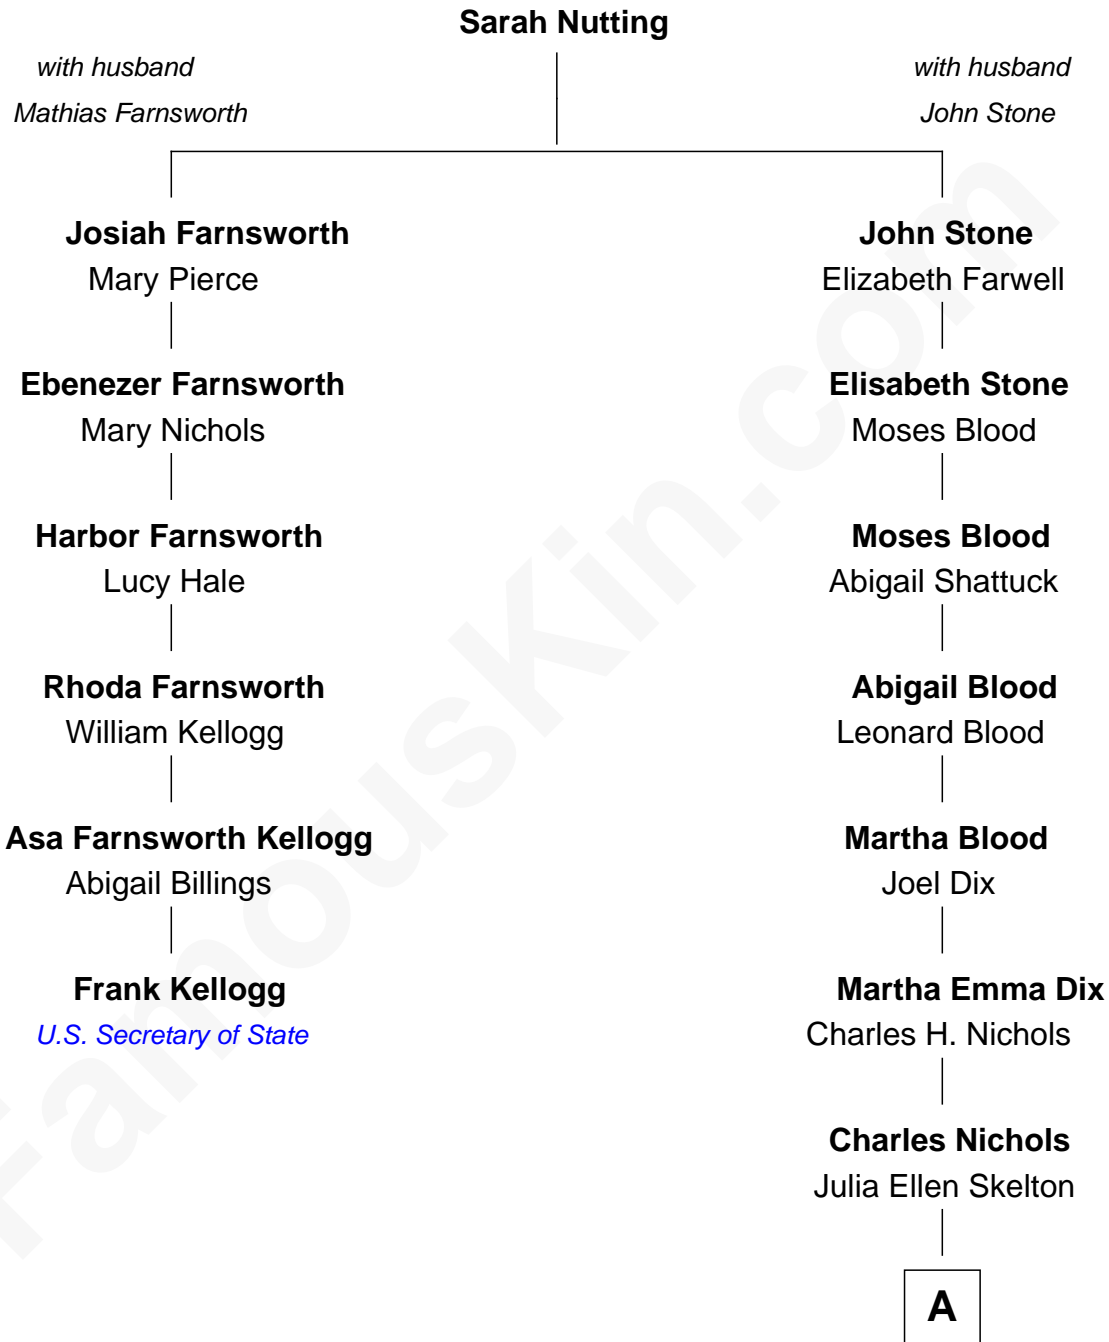 Sarah Nutting
with husband
Mathias Farnsworth
with husband
John Stone
Josiah Farnsworth
Mary Pierce
John Stone
Elizabeth Farwell
Ebenezer Farnsworth
Mary Nichols
Elisabeth Stone
Moses Blood
Harbor Farnsworth
Lucy Hale
Moses Blood
Abigail Shattuck
Rhoda Farnsworth
William Kellogg
Abigail Blood
Leonard Blood
Asa Farnsworth Kellogg
Abigail Billings
Martha Blood
Joel Dix
Frank Kellogg
U.S. Secretary of State
Martha Emma Dix
Charles H. Nichols
Charles Nichols
Julia Ellen Skelton
A
FamousKin.com